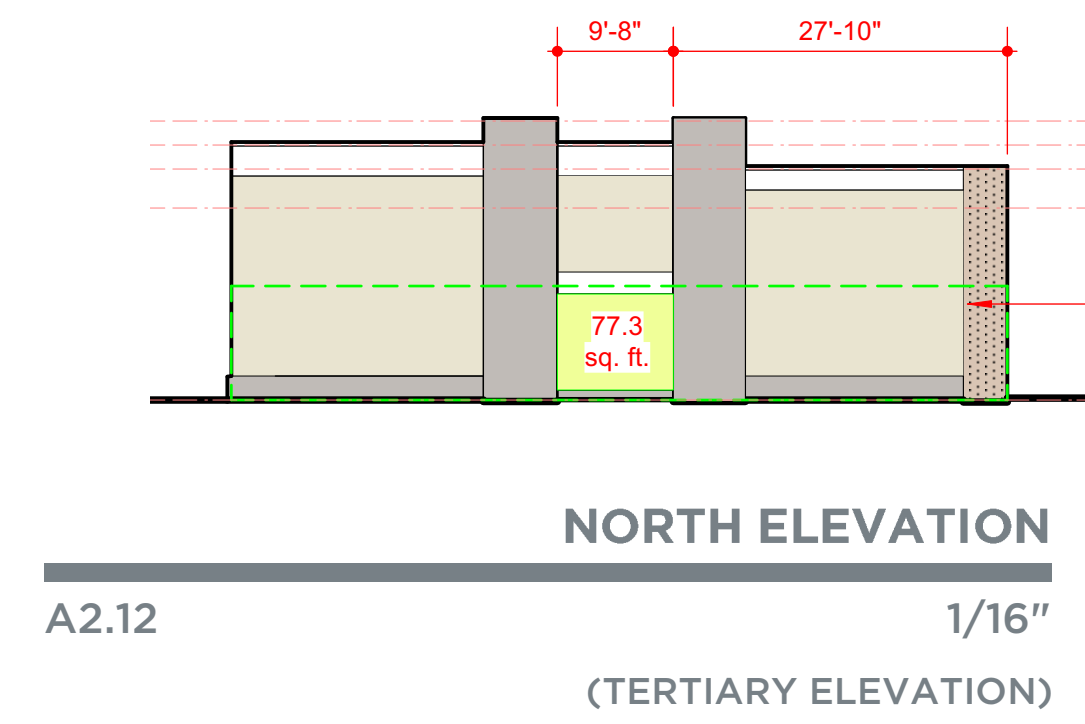 9'-8"
27'-10"
77.3
sq. ft.
NORTH ELEVATION
A2.12
1/16"
(TERTIARY ELEVATION)